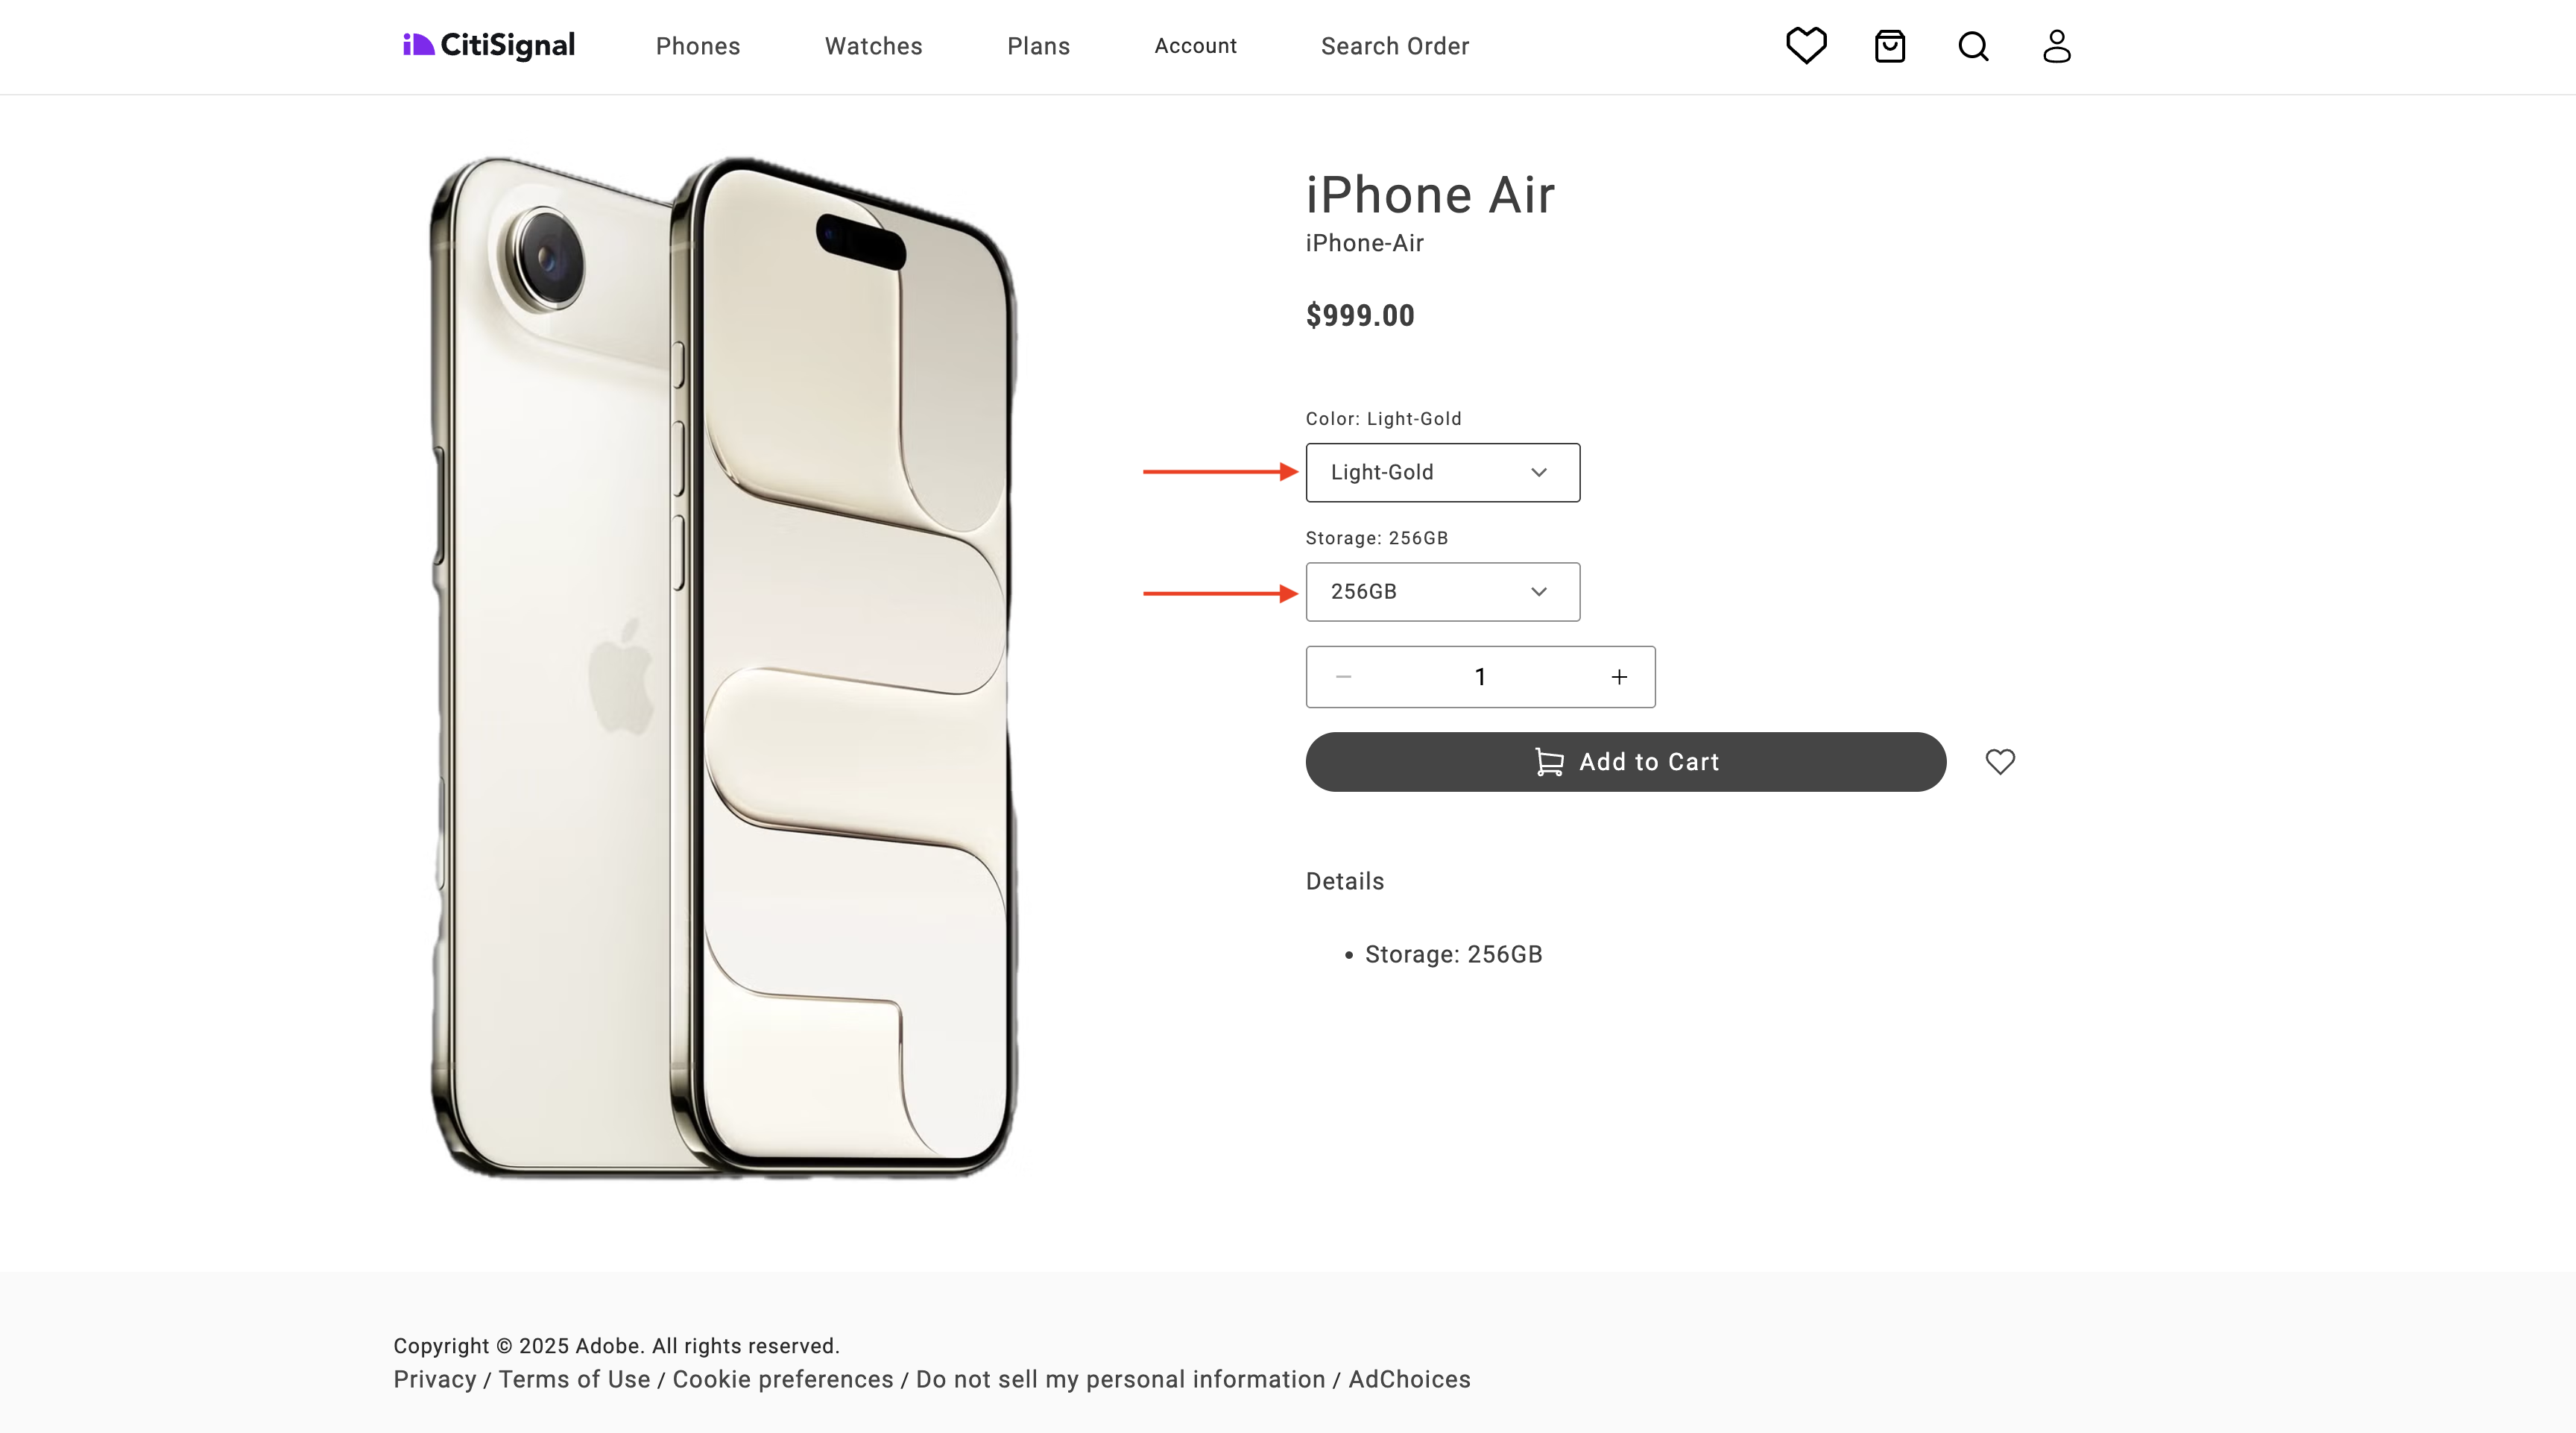 CitiSignal Phones Watches Plans Account Search Order
iPhone Air
iPhone-Air
$999.00
Color: Light-Gold
Light-Gold
Storage: 256GB
256GB
1
Add to Cart
Details
• Storage: 256GB
Copyright © 2025 Adobe. All rights reserved.
Privacy / Terms of Use / Cookie preferences / Do not sell my personal information / AdChoices